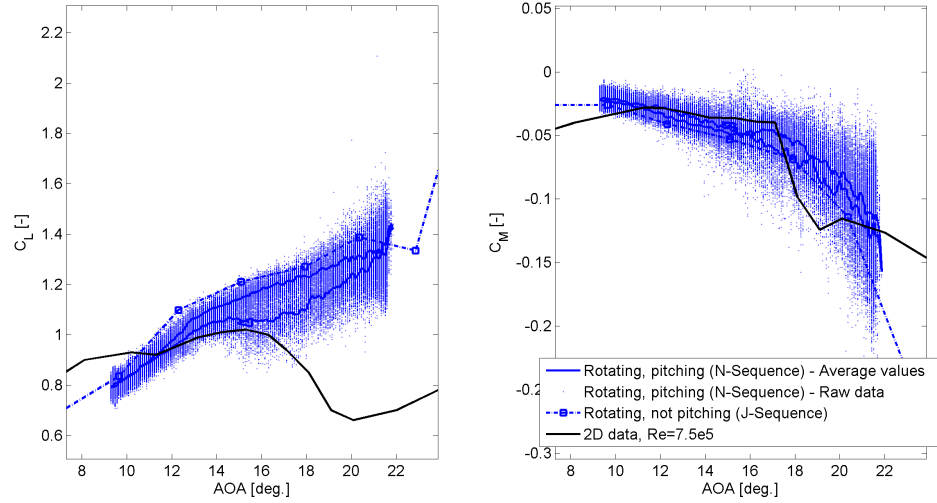 2.2
2
1.8
1.6
1.4
1.2
1
0.8
0.6
C_L [-]
8 10 12 14 16 18 20 22
AOA [deg.]
0.05
0
-0.05
-0.1
-0.15
-0.2
-0.2
-0.3
C_M [-]
8 10 12 14 16 18 20 22
AOA [deg.]
Rotating, pitching (N-Sequence) - Average values
Rotating, pitching (N-Sequence) - Raw data
Rotating, not pitching (J-Sequence)
2D data, Re=7.5e5